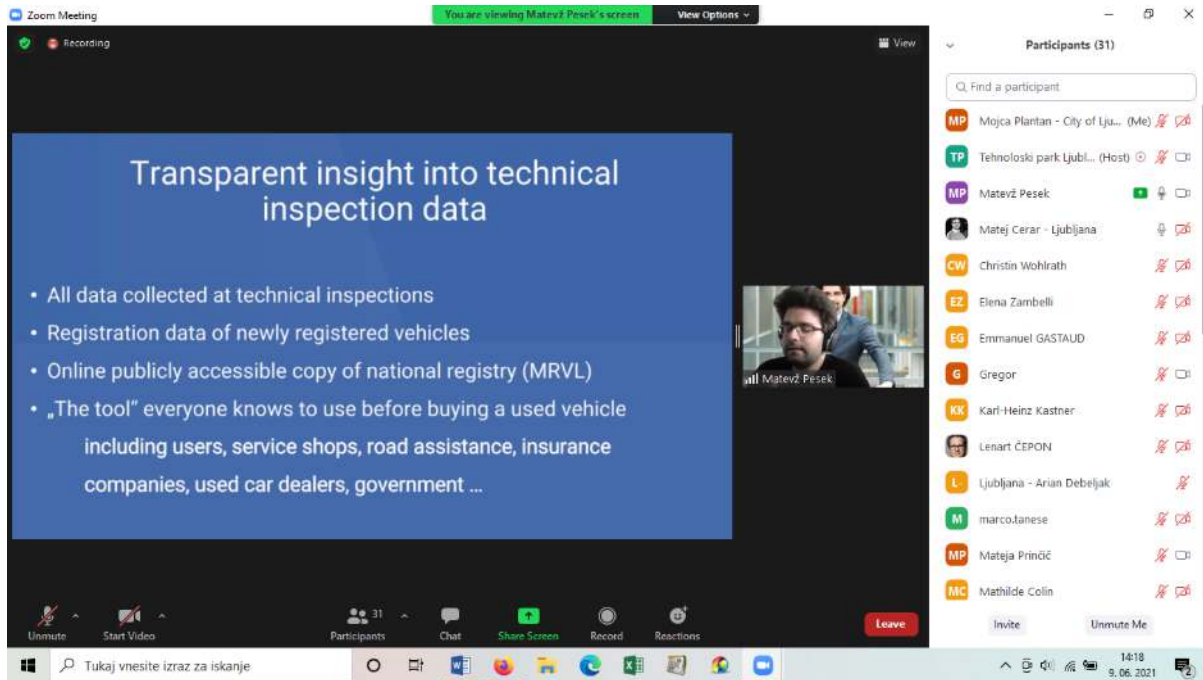 Zoom Meeting
You are viewing Matevž Pesek's screen
View Options
Recording
View
Transparent insight into technical
inspection data
• All data collected at technical inspections
• Registration data of newly registered vehicles
• Online publicly accessible copy of national registry (MRVL)
• „The tool” everyone knows to use before buying a used vehicle
including users, service shops, road assistance, insurance
companies, used car dealers, government ...
Matevž Pesek
Participants (31)
Find a participant
MP Mojca Plantan - City of Lju... (Me)
TP Tehnoloski park Ljubl... (Host)
MP Matevž Pesek
Matej Cerar - Ljubljana
CW Christin Wohlrath
EZ Elena Zambelli
EG Emmanuel GASTAUD
G Gregor
KK Karl-Heinz Kastner
Lenart ČEPON
L- Ljubljana - Arian Debeljak
M marco.tanese
MP Mateja Prinčič
MC Mathilde Colin
Invite
Unmute Me
Unmute
Start Video
Participants
31
Chat
Share Screen
Record
Reactions
Leave
Tukaj vnesite izraz za iskanje
14:18
9. 06. 2021
2